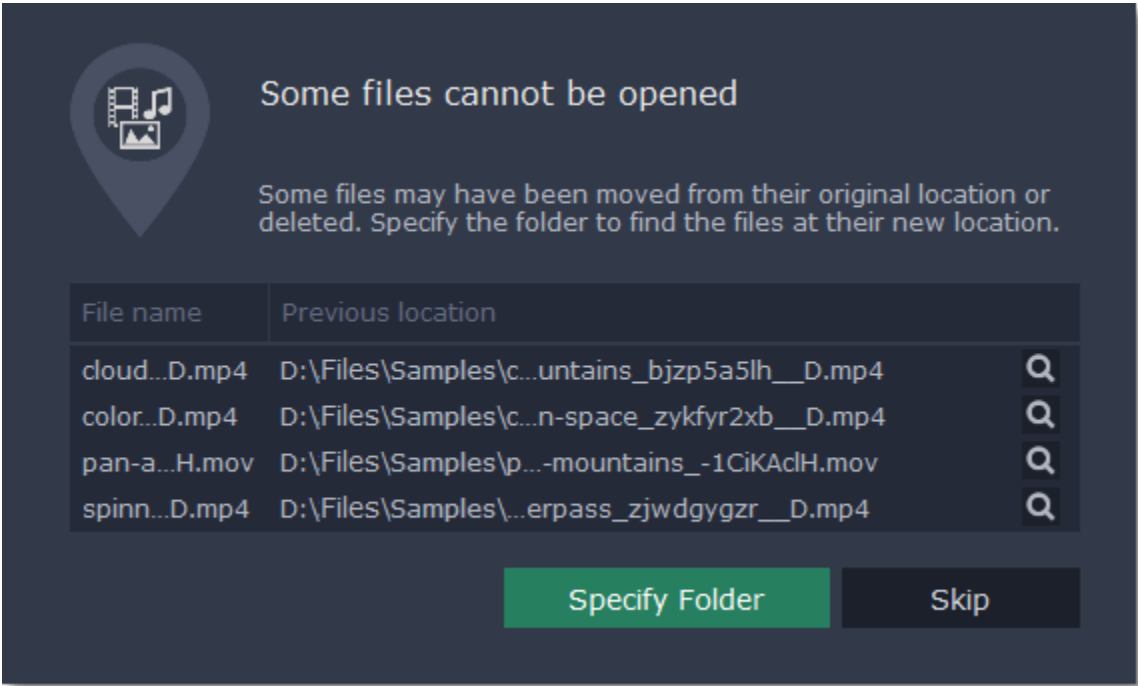 Some files cannot be opened
Some files may have been moved from their original location or
deleted. Specify the folder to find the files at their new location.
File name Previous location
cloud...D.mp4 D:\Files\Samples\c...untains_bjzp5a5lh__D.mp4
color...D.mp4 D:\Files\Samples\c...n-space_zykfyr2xb__D.mp4
pan-a...H.mov D:\Files\Samples\p...-mountains_-1CiKAdH.mov
spinn...D.mp4 D:\Files\Samples\...erpass_zjwdgygzr__D.mp4
Specify Folder Skip